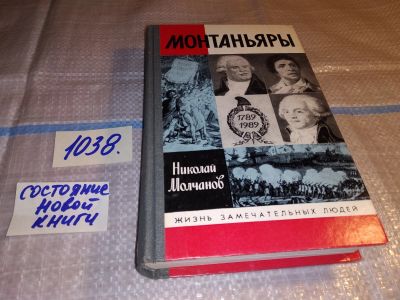 МОНТАНЬЯРЫ
1789
1989
Николай
Молчанов
ЖИЗНЬ ЗАМЕЧАТЕЛЬНЫХ ЛЮДЕЙ
1038.
СОСТОЯНИЕ
НОВОЙ
КНИГИ